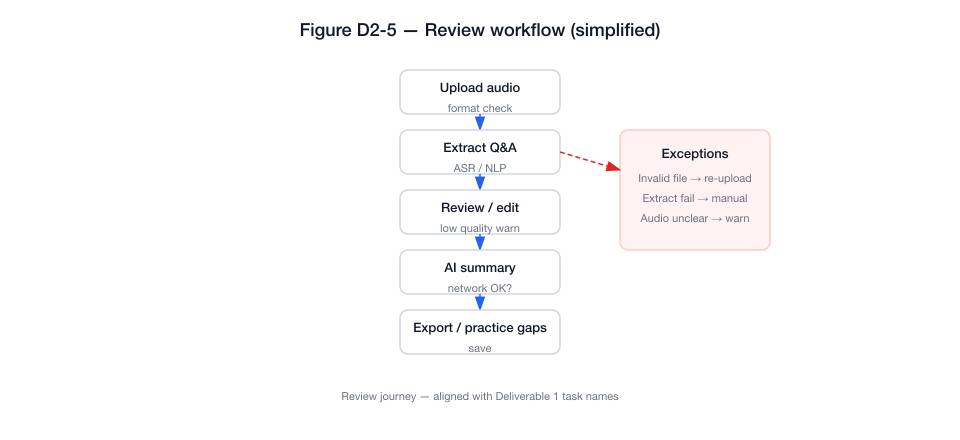 Figure D2-5 — Review workflow (simplified)
Upload audio
format check
Extract Q&A
ASR / NLP
Review / edit
low quality warn
AI summary
network OK?
Export / practice gaps
save
Exceptions
Invalid file → re-upload
Extract fail → manual
Audio unclear → warn
Review journey — aligned with Deliverable 1 task names